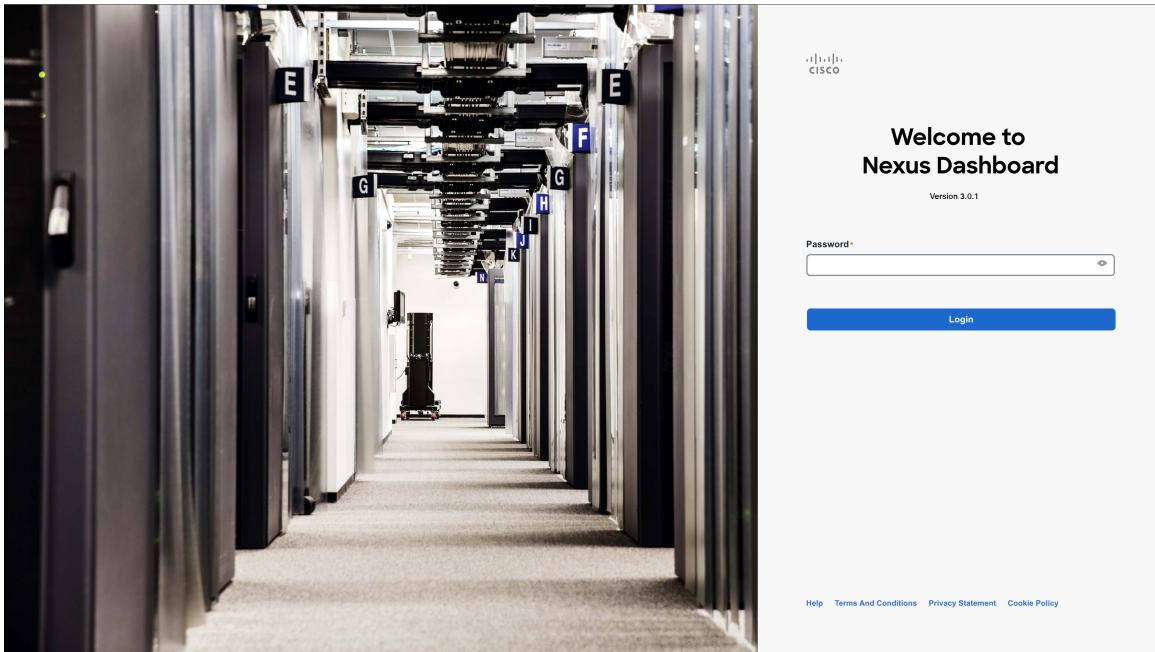 E
E
F
G
G
H
I
J
K
N
CISCO
Welcome to
Nexus Dashboard
Version 3.0.1
Password*
Login
Help Terms And Conditions Privacy Statement Cookie Policy